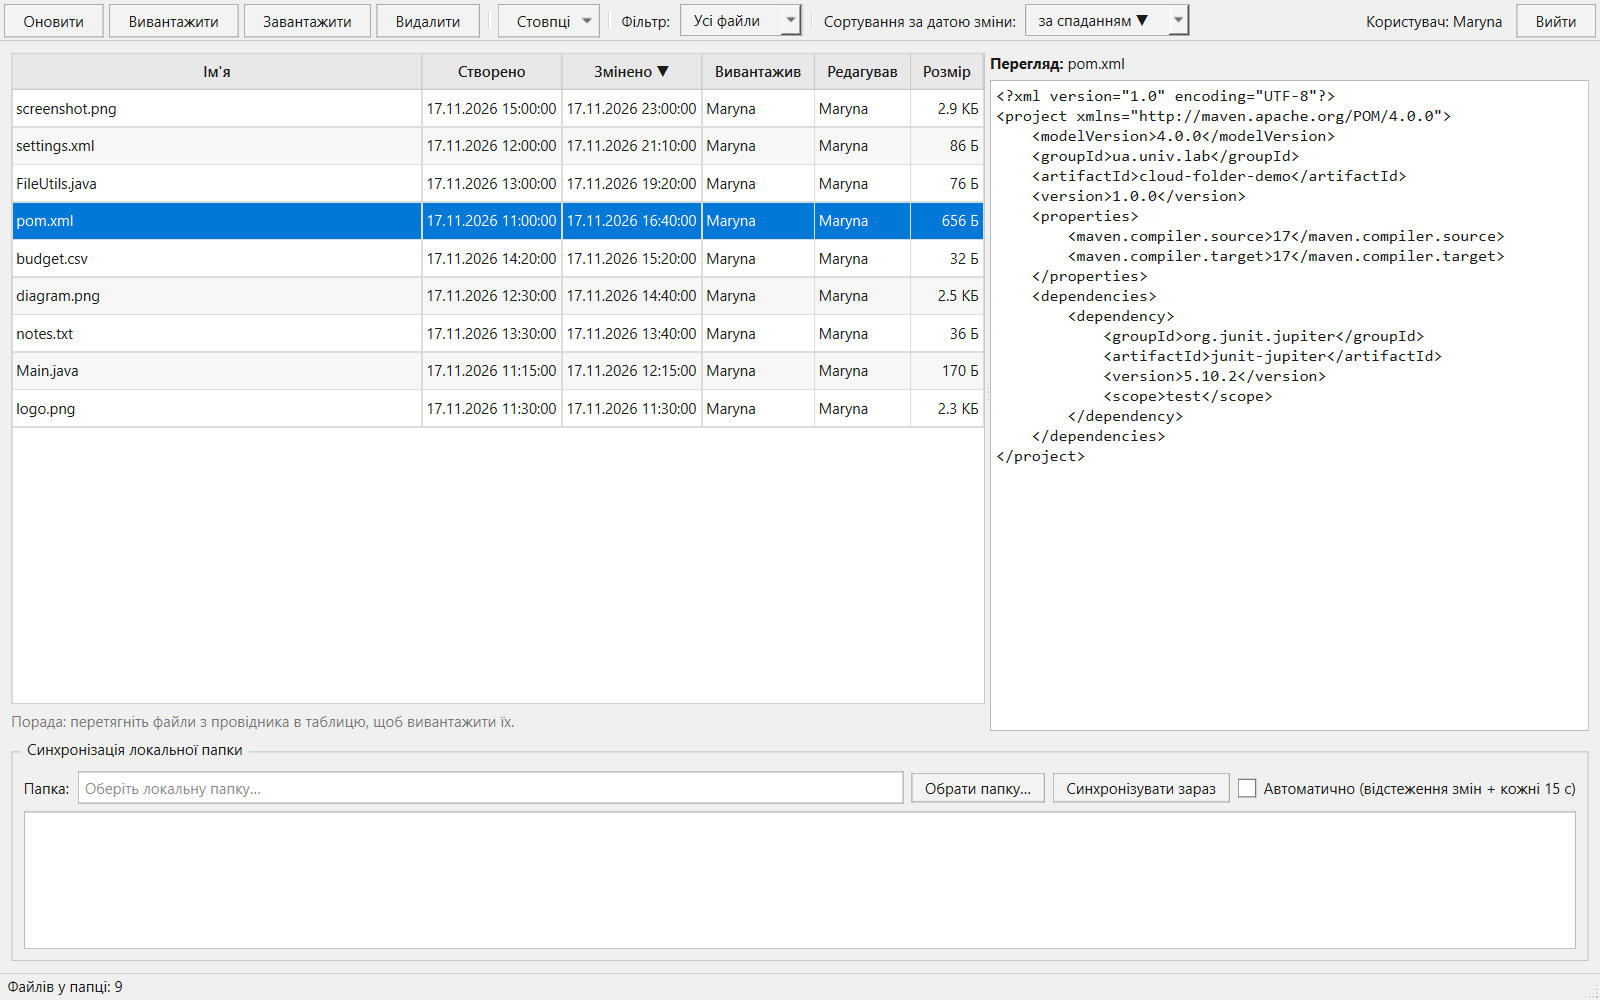 Оновити Вивантажити Завантажити Видалити Стовпці Фільтр: Усі файли Сортування за датою зміни: за спаданням ▼ Користувач: Maryna Вийти
Ім'я Створено Змінено ▼ Вивантажив Редагував Розмір
screenshot.png 17.11.2026 15:00:00 17.11.2026 23:00:00 Maryna Maryna 2.9 КБ
settings.xml 17.11.2026 12:00:00 17.11.2026 21:10:00 Maryna Maryna 86 Б
FileUtils.java 17.11.2026 13:00:00 17.11.2026 19:20:00 Maryna Maryna 76 Б
pom.xml 17.11.2026 11:00:00 17.11.2026 16:40:00 Maryna Maryna 656 Б
budget.csv 17.11.2026 14:20:00 17.11.2026 15:20:00 Maryna Maryna 32 Б
diagram.png 17.11.2026 12:30:00 17.11.2026 14:40:00 Maryna Maryna 2.5 КБ
notes.txt 17.11.2026 13:30:00 17.11.2026 13:40:00 Maryna Maryna 36 Б
Main.java 17.11.2026 11:15:00 17.11.2026 12:15:00 Maryna Maryna 170 Б
logo.png 17.11.2026 11:30:00 17.11.2026 11:30:00 Maryna Maryna 2.3 КБ
Порада: перетягніть файли з провідника в таблицю, щоб вивантажити їх.
Перегляд: pom.xml
<?xml version="1.0" encoding="UTF-8"?>
<project xmlns="http://maven.apache.org/POM/4.0.0">
    <modelVersion>4.0.0</modelVersion>
    <groupId>ua.univ.lab</groupId>
    <artifactId>cloud-folder-demo</artifactId>
    <version>1.0.0</version>
    <properties>
        <maven.compiler.source>17</maven.compiler.source>
        <maven.compiler.target>17</maven.compiler.target>
    </properties>
    <dependencies>
        <dependency>
            <groupId>org.junit.jupiter</groupId>
            <artifactId>junit-jupiter</artifactId>
            <version>5.10.2</version>
            <scope>test</scope>
        </dependency>
    </dependencies>
</project>
Синхронізація локальної папки
Папка: Оберіть локальну папку... Обрати папку... Синхронізувати зараз Автоматично (відстеження змін + кожні 15 с)
Файлів у папці: 9